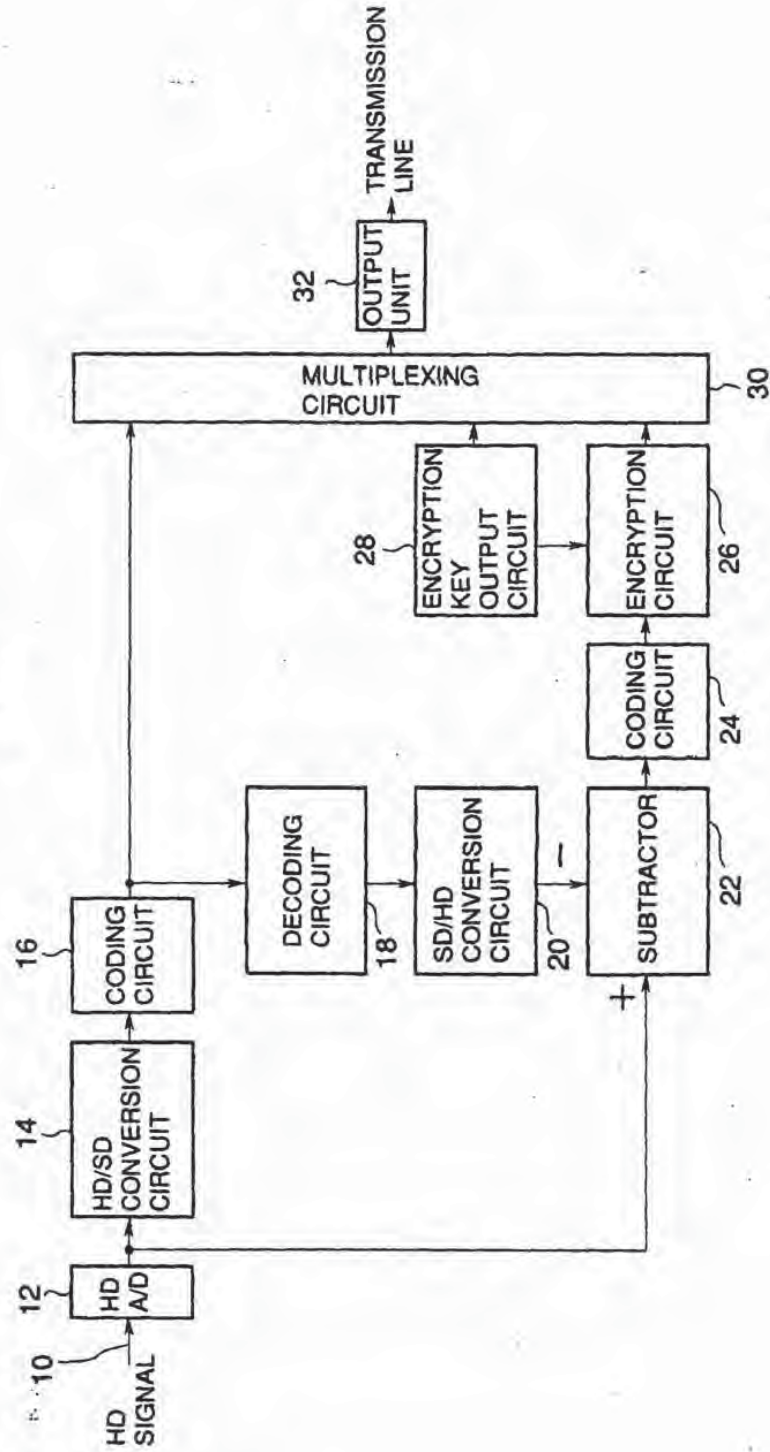 10
HD
SIGNAL
12
HD
A/D
14
HD/SD
CONVERSION
CIRCUIT
16
CODING
CIRCUIT
DECODING
CIRCUIT
18
SD/HD
CONVERSION
CIRCUIT
20
−
+
SUBTRACTOR
22
CODING
CIRCUIT
24
28
ENCRYPTION
KEY
OUTPUT
CIRCUIT
ENCRYPTION
CIRCUIT
26
MULTIPLEXING
CIRCUIT
30
32
OUTPUT
UNIT
TRANSMISSION
LINE